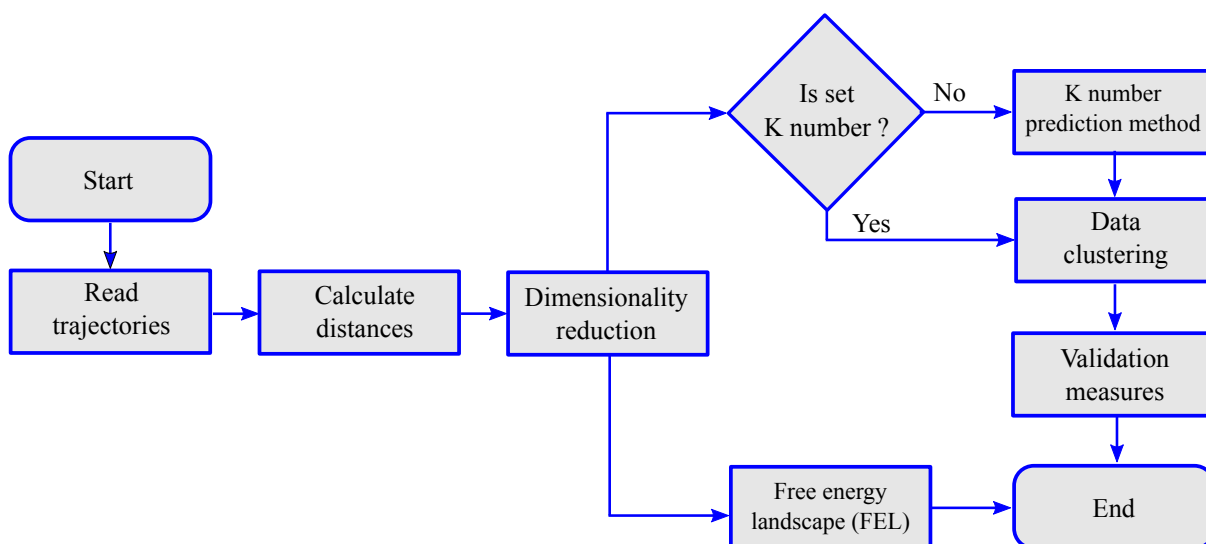 Start
Read
trajectories
Calculate
distances
Dimensionality
reduction
Is set
K number ?
No
Yes
K number
prediction method
Data
clustering
Validation
measures
Free energy
landscape (FEL)
End